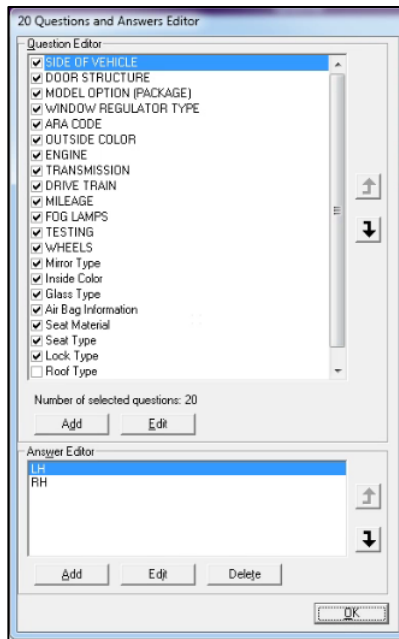 20 Questions and Answers Editor
Question Editor
SIDE OF VEHICLE
DOOR STRUCTURE
MODEL OPTION (PACKAGE)
WINDOW REGULATOR TYPE
ARA CODE
OUTSIDE COLOR
ENGINE
TRANSMISSION
DRIVE TRAIN
MILEAGE
FOG LAMPS
TESTING
WHEELS
Mirror Type
Inside Color
Glass Type
Air Bag Information
Seat Material
Seat Type
Lock Type
Roof Type
Number of selected questions: 20
Add Edit
Answer Editor
LH
RH
Add Edit Delete
OK